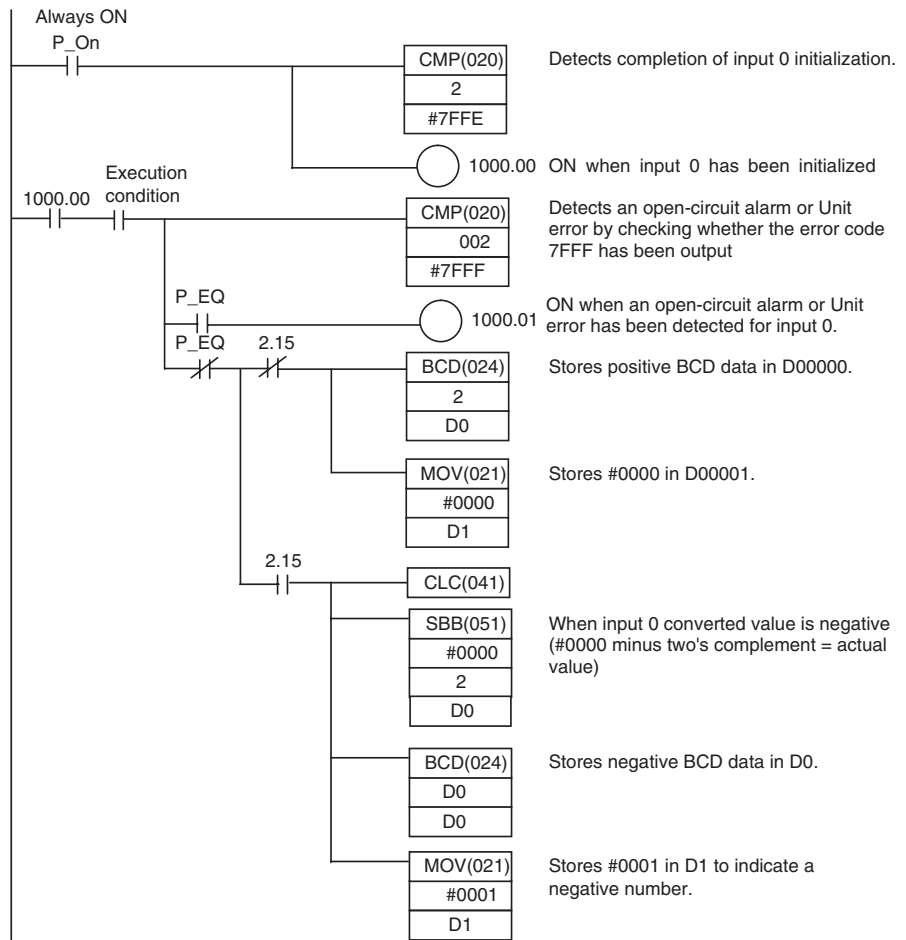 Always ON
P_On
CMP(020)
2
#7FFE
Detects completion of input 0 initialization.
1000.00
ON when input 0 has been initialized
1000.00
Execution
condition
CMP(020)
002
#7FFF
Detects an open-circuit alarm or Unit
error by checking whether the error code
7FFF has been output
P_EQ
1000.01
ON when an open-circuit alarm or Unit
error has been detected for input 0.
P_EQ
2.15
BCD(024)
2
D0
Stores positive BCD data in D00000.
MOV(021)
#0000
D1
Stores #0000 in D00001.
2.15
CLC(041)
SBB(051)
#0000
2
D0
When input 0 converted value is negative
(#0000 minus two's complement = actual
value)
BCD(024)
D0
D0
Stores negative BCD data in D0.
MOV(021)
#0001
D1
Stores #0001 in D1 to indicate a
negative number.